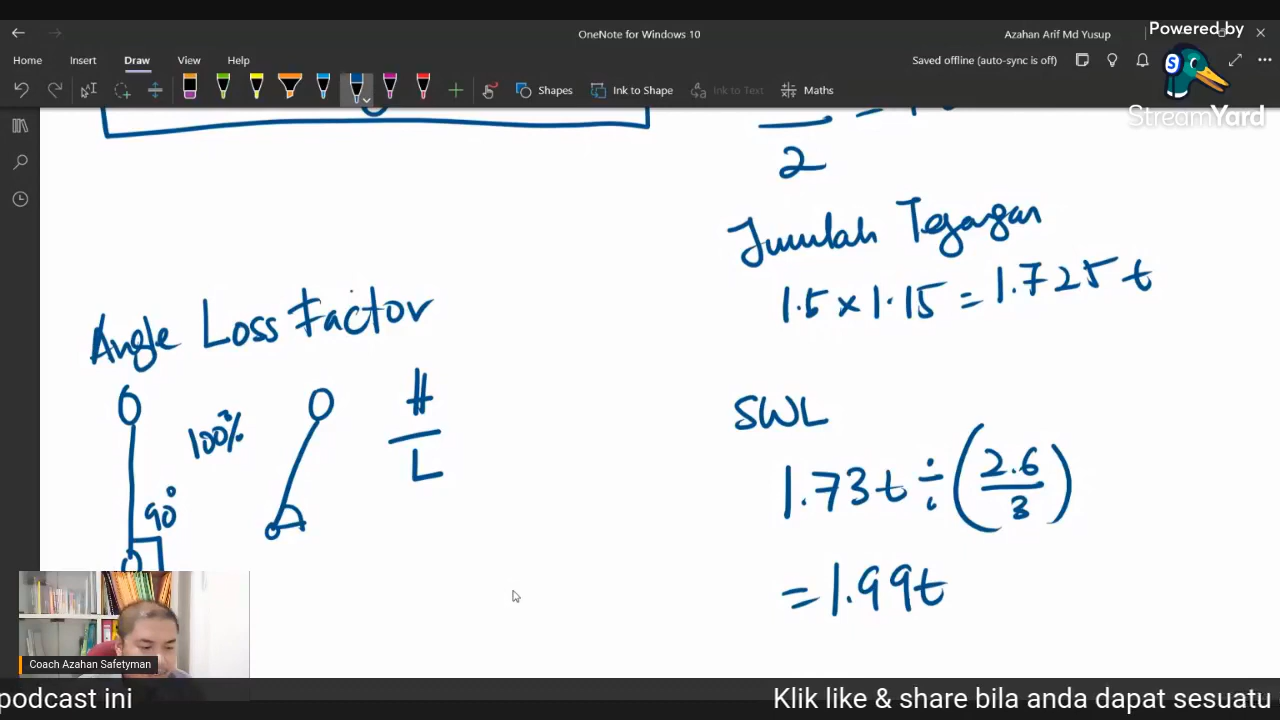 OneNote for Windows 10
Azahan Arif Md Yusup
Powered by
StreamYard
Home Insert Draw View Help
Saved offline (auto-sync is off)
Shapes Ink to Shape Ink to Text Maths
2
Jumlah Tegangan
1.5 x 1.15 = 1.725 t
Angle Loss Factor
100%
90°
H
L
SWL
1.73 t ÷ (2.6/3)
= 1.99t
Coach Azahan Safetyman
podcast ini
Klik like & share bila anda dapat sesuatu